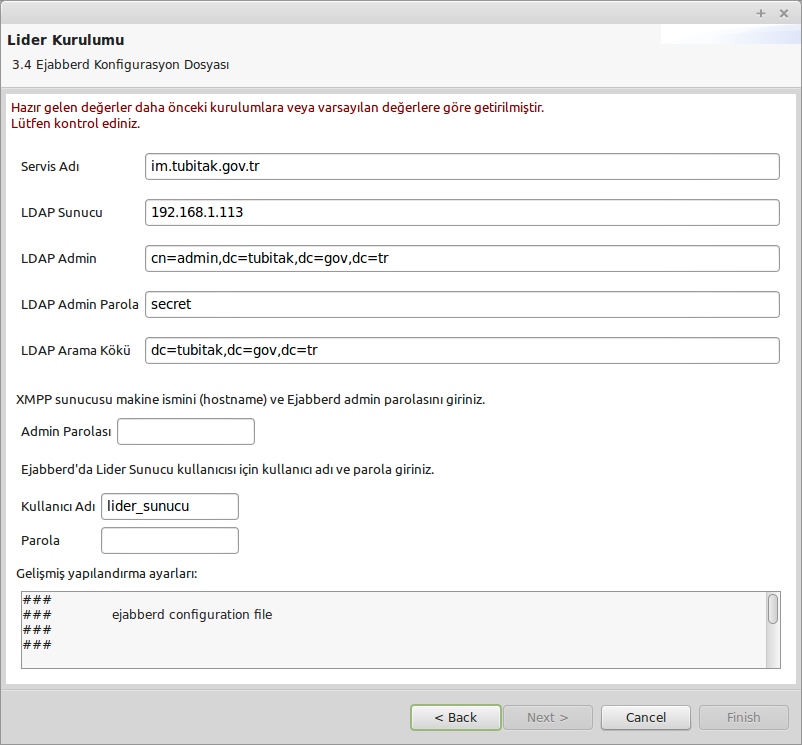 Lider Kurulumu
3.4 Ejabberd Konfigurasyon Dosyası
Hazır gelen değerler daha önceki kurulumlara veya varsayılan değerlere göre getirilmiştir.
Lütfen kontrol ediniz.
Servis Adı im.tubitak.gov.tr
LDAP Sunucu 192.168.1.113
LDAP Admin cn=admin,dc=tubitak,dc=gov,dc=tr
LDAP Admin Parola secret
LDAP Arama Kökü dc=tubitak,dc=gov,dc=tr
XMPP sunucusu makine ismini (hostname) ve Ejabberd admin parolasını giriniz.
Admin Parolası
Ejabberd'da Lider Sunucu kullanıcısı için kullanıcı adı ve parola giriniz.
Kullanıcı Adı lider_sunucu
Parola
Gelişmiş yapılandırma ayarları:
###
### ejabberd configuration file
###
###
< Back Next > Cancel Finish